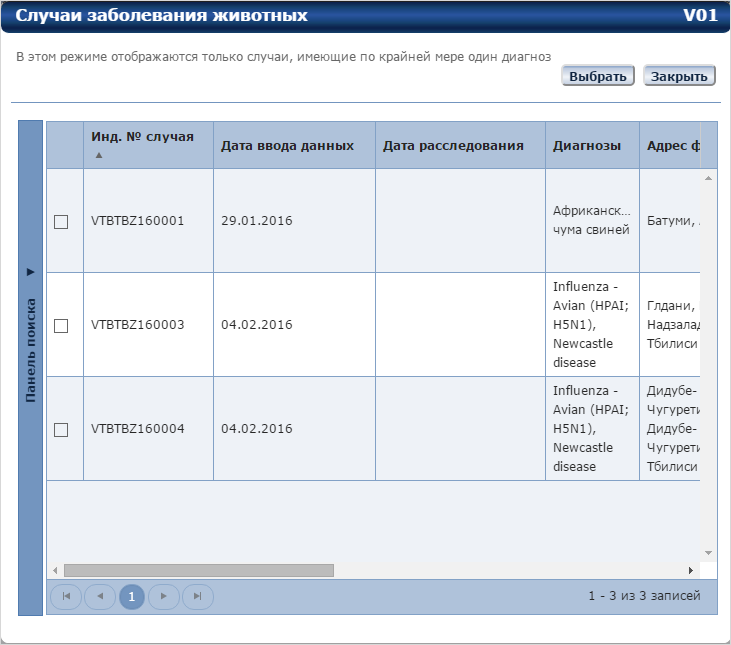 Случаи заболевания животных V01
В этом режиме отображаются только случаи, имеющие по крайней мере один диагноз
Выбрать Закрыть
Панель поиска
Инд. № случая Дата ввода данных Дата расследования Диагнозы Адрес ф
VTBTBZ160001 29.01.2016 Африканск... Батуми,
чума свиней
VTBTBZ160003 04.02.2016 Influenza - Глдани,
Avian (HPAI; Надзалад
H5N1), Тбилиси
Newcastle
disease
VTBTBZ160004 04.02.2016 Influenza - Дидубе-
Avian (HPAI; Чугурети
H5N1), Дидубе-
Newcastle Чугурети
disease Тбилиси
1 1 - 3 из 3 записей